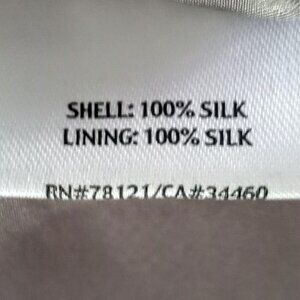 SHELL: 100% SILK
LINING: 100% SILK
RN#78121/CA#34460